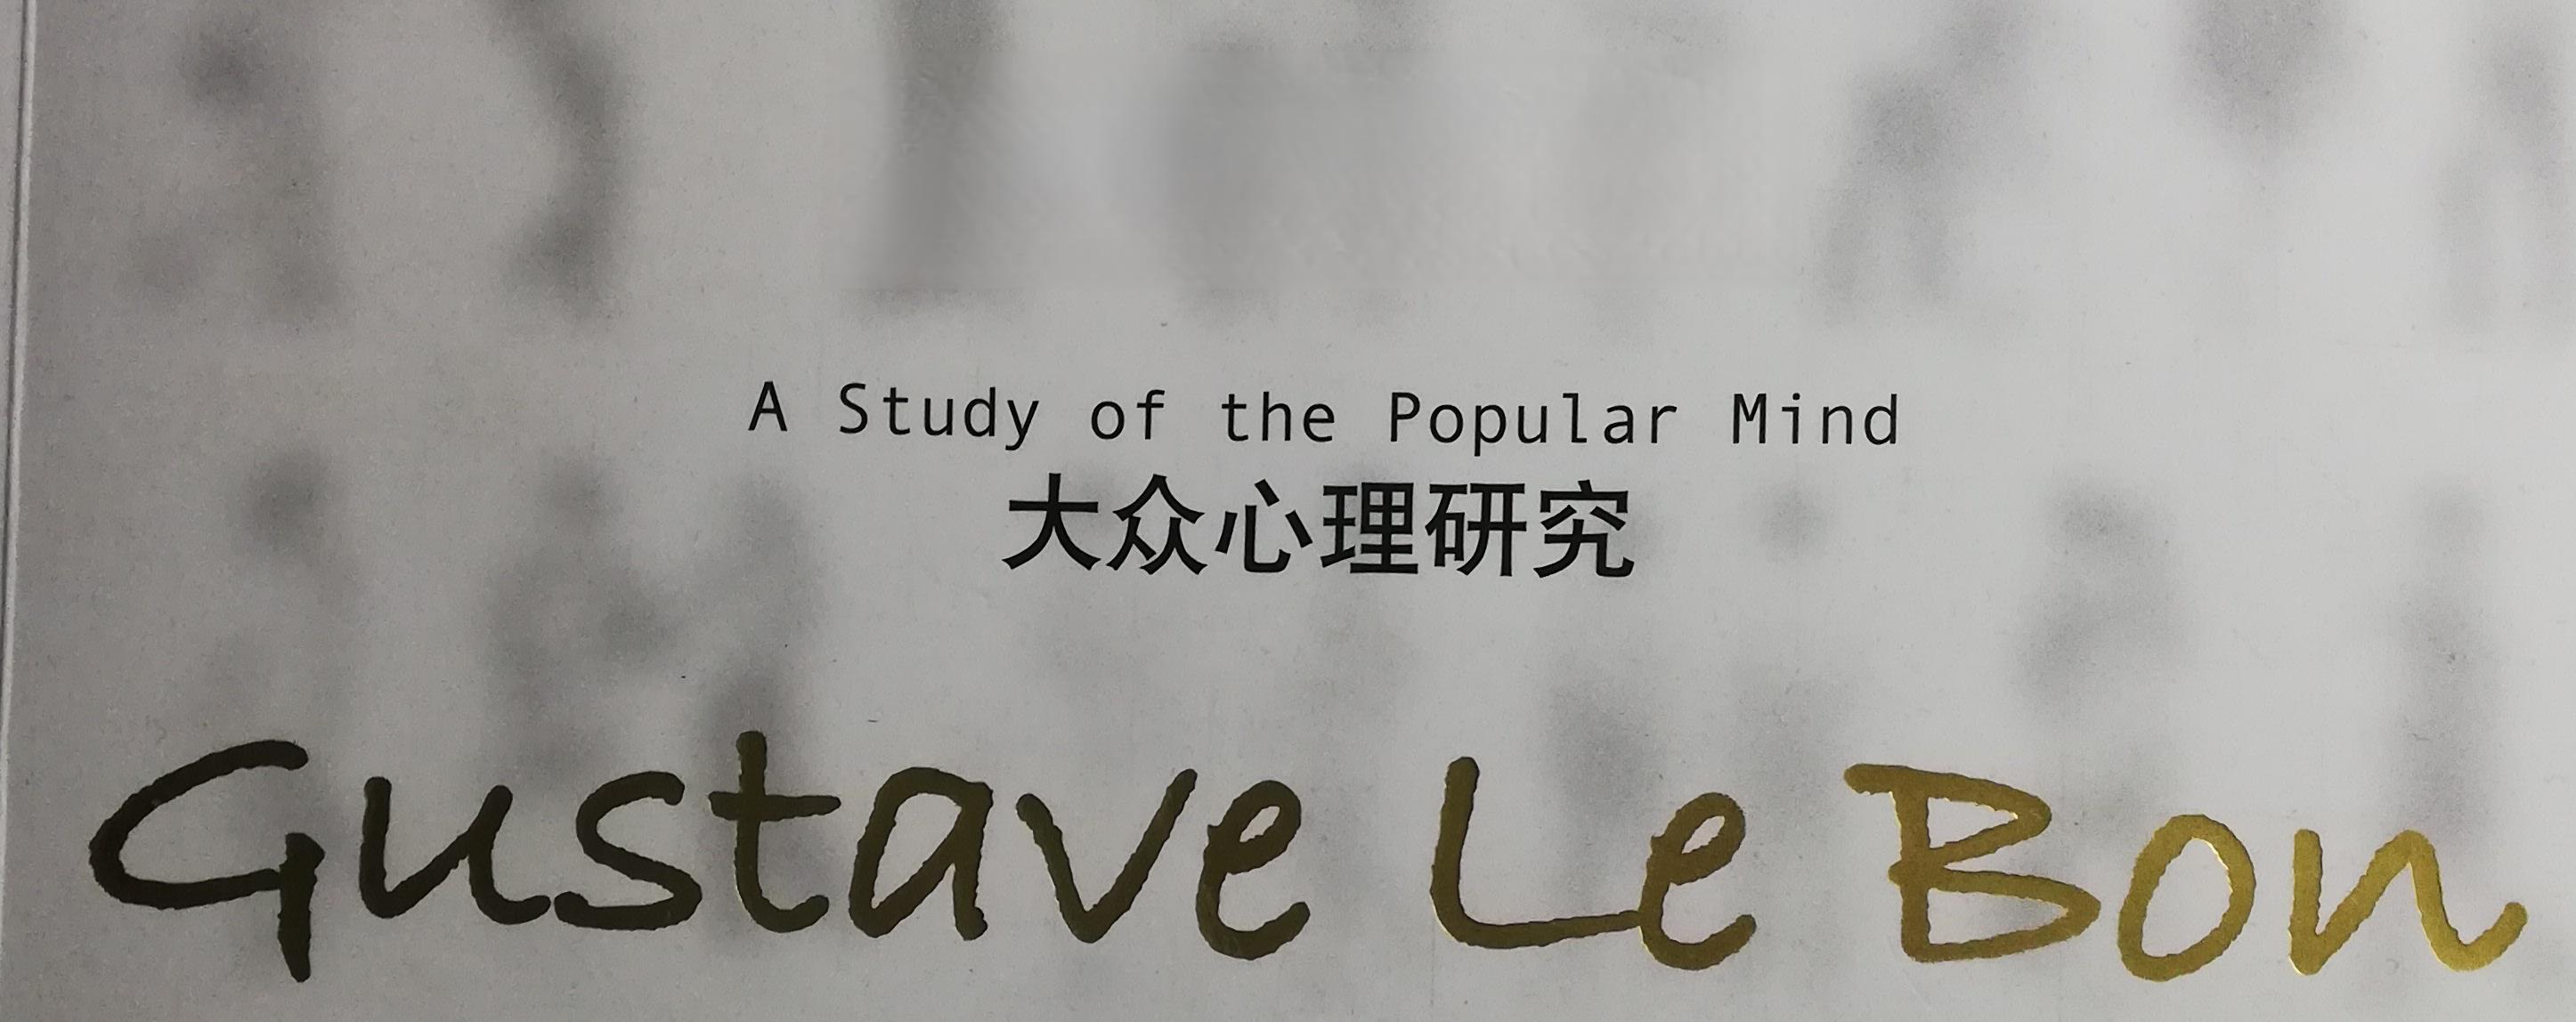 A Study of the Popular Mind
大众心理研究
Gustave Le Bon